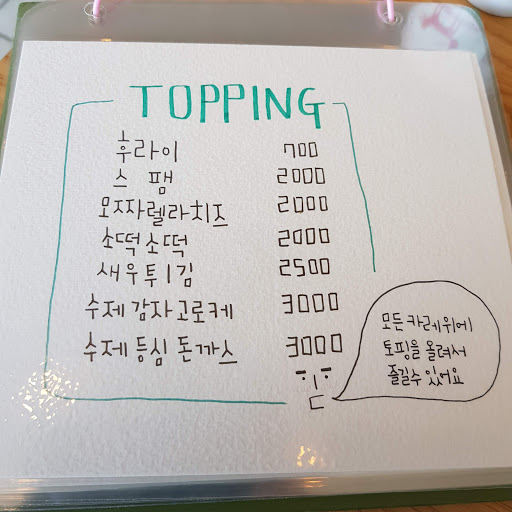 TOPPING
후라이 700
스 팸 2000
모짜렐라치즈 2000
소떡소떡 2000
새우튀김 2500
수제 감자고로케 3000
수제 등심 돈까스 3000
모든 카레 위에
토핑을 올려서
즐길수 있어요